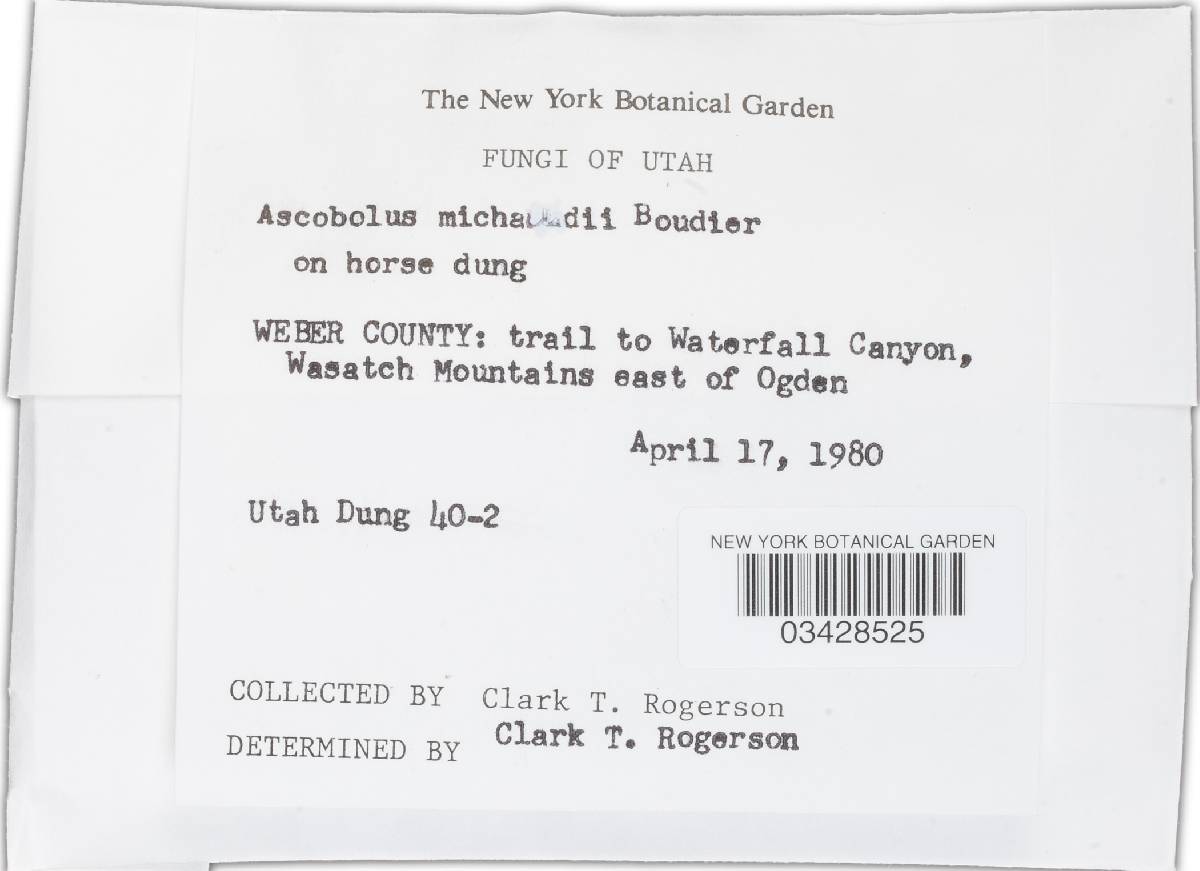 The New York Botanical Garden
FUNGI OF UTAH
Ascobolus Boudier
on horse dung
WEBER COUNTY: trail to Waterfall Canyon,
Wasatch Mountains east of Ogden
April 17, 1980
Utah Dung 40-2
NEW YORK BOTANICAL GARDEN
03428525
COLLECTED BY Clark T. Rogerson
DETERMINED BY Clark T. Rogerson